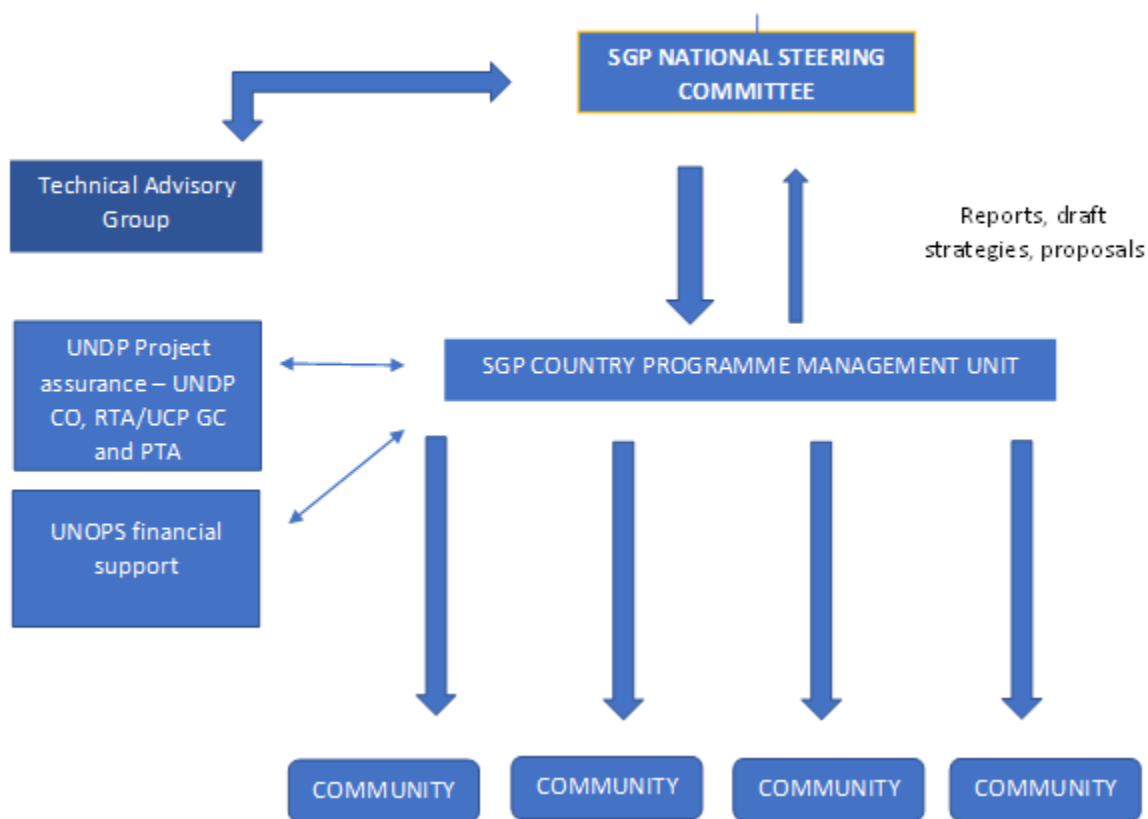 SGP NATIONAL STEERING
COMMITTEE
Technical Advisory
Group
Reports, draft
strategies, proposals
UNDP Project
assurance – UNDP
CO, RTA/UCP GC
and PTA
SGP COUNTRY PROGRAMME MANAGEMENT UNIT
UNOPS financial
support
COMMUNITY
COMMUNITY
COMMUNITY
COMMUNITY